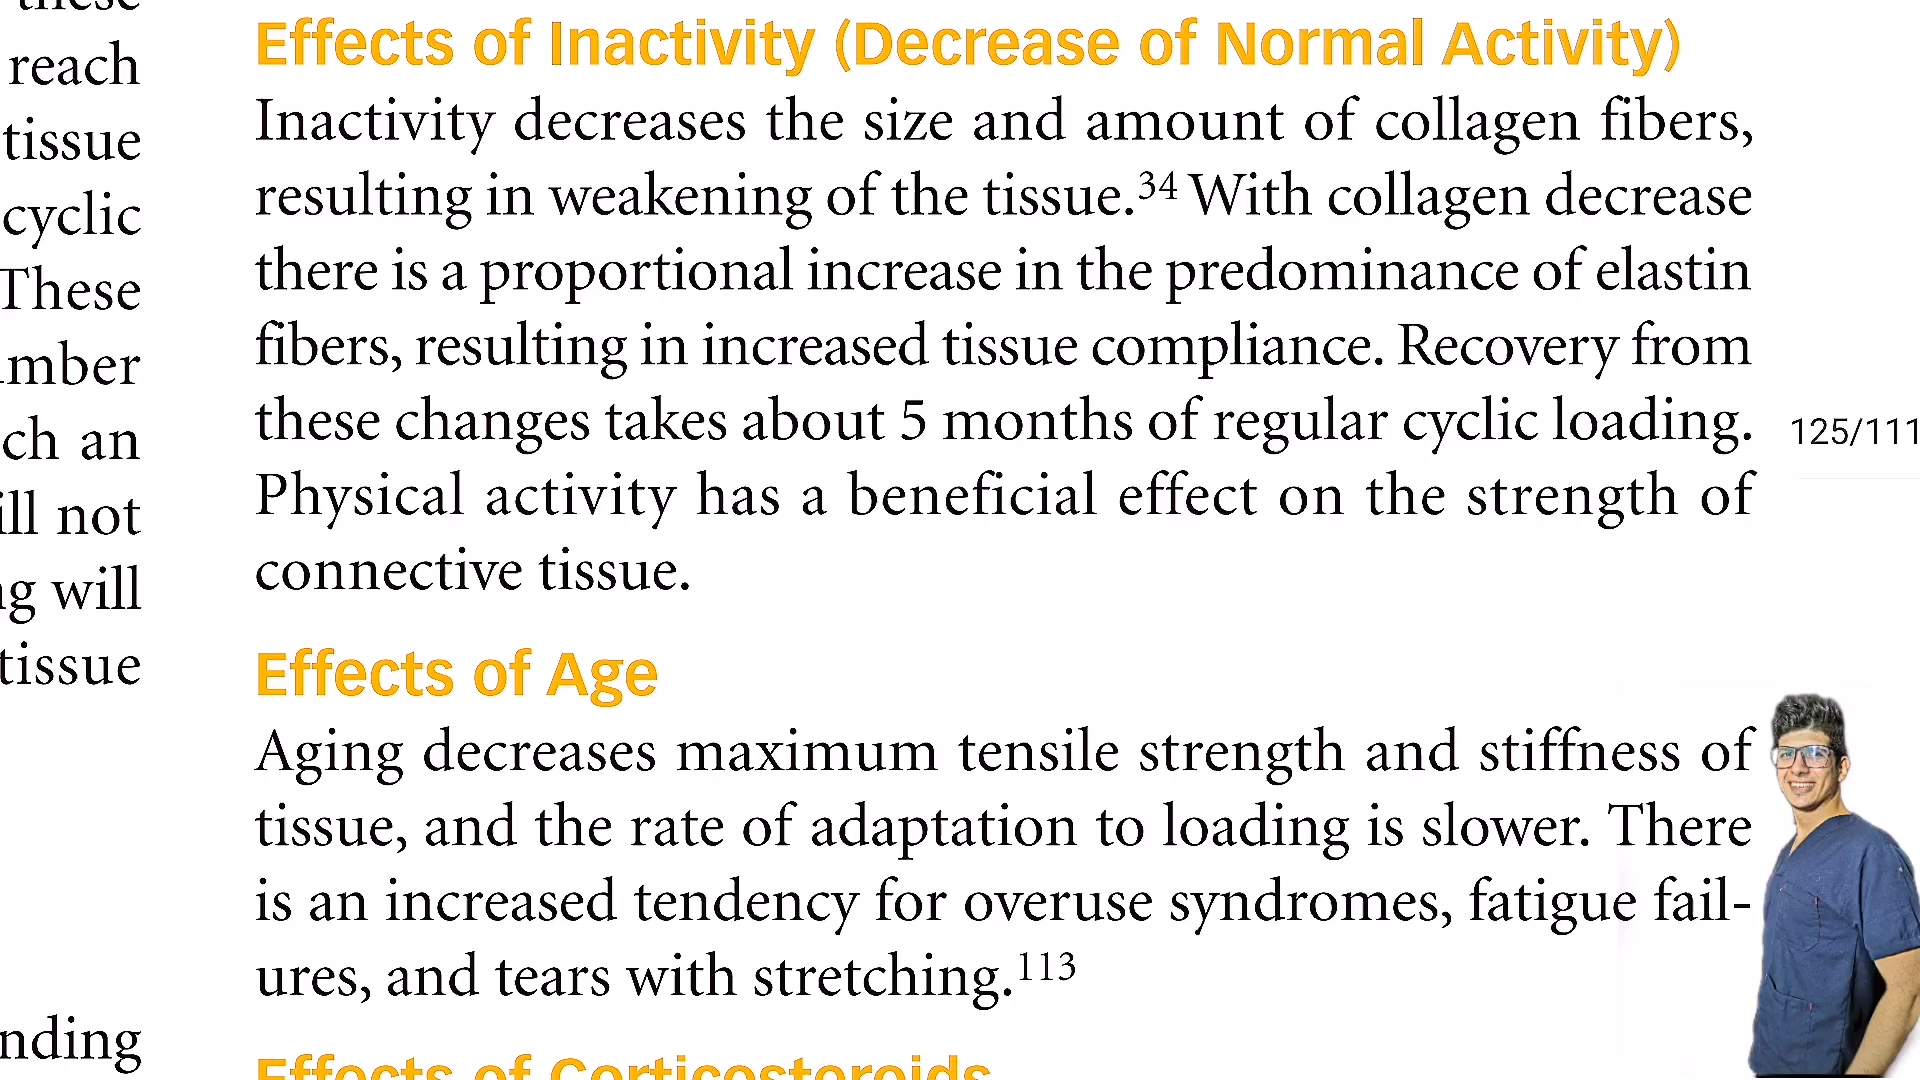 these
reach
tissue
cyclic
These
mber
ch an
ill not
g will
tissue
nding
Effects of Inactivity (Decrease of Normal Activity)
Inactivity decreases the size and amount of collagen fibers,
resulting in weakening of the tissue.34 With collagen decrease
there is a proportional increase in the predominance of elastin
fibers, resulting in increased tissue compliance. Recovery from
these changes takes about 5 months of regular cyclic loading.
Physical activity has a beneficial effect on the strength of
connective tissue.
Effects of Age
Aging decreases maximum tensile strength and stiffness of
tissue, and the rate of adaptation to loading is slower. There
is an increased tendency for overuse syndromes, fatigue fail-
ures, and tears with stretching.113
Effects of Corticosteroids
125/111